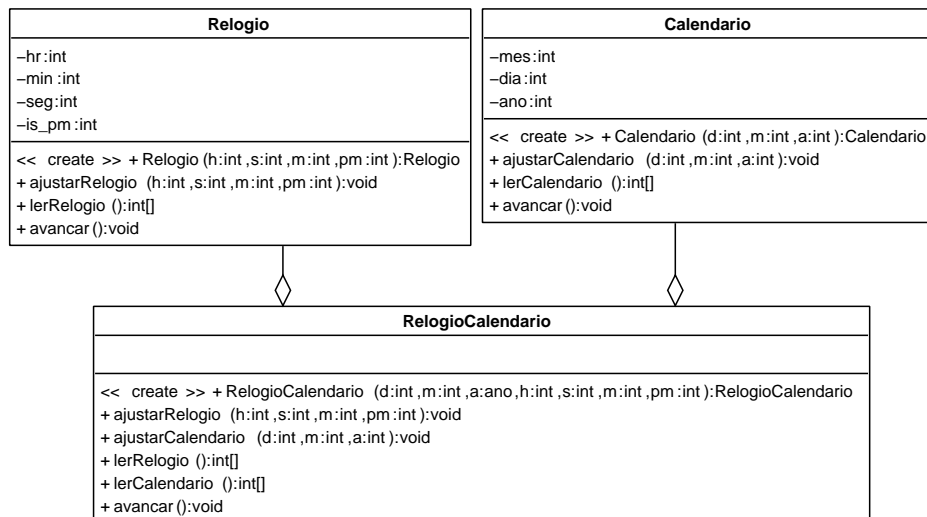 Relogio
–hr:int
–min :int
–seg:int
–is_pm:int
<< create >> + Relogio (h:int ,s:int ,m:int ,pm :int ):Relogio
+ ajustarRelogio (h:int ,s:int ,m:int ,pm :int ):void
+ lerRelogio ():int[]
+ avancar ():void
Calendario
–mes:int
–dia:int
–ano:int
<< create >> + Calendario (d:int ,m:int ,a:int ):Calendario
+ ajustarCalendario (d:int ,m:int ,a:int ):void
+ lerCalendario ():int[]
+ avancar ():void
RelogioCalendario
<< create >> + RelogioCalendario (d:int ,m:int ,a:ano,h:int ,s:int ,m:int ,pm :int ):RelogioCalendario
+ ajustarRelogio (h:int ,s:int ,m:int ,pm :int ):void
+ ajustarCalendario (d:int ,m:int ,a:int ):void
+ lerRelogio ():int[]
+ lerCalendario ():int[]
+ avancar ():void